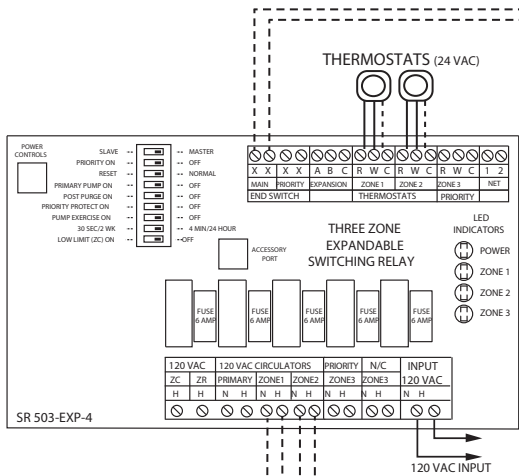 THERMOSTATS (24 VAC)
POWER
CONTROLS
SLAVE -- -- MASTER
PRIORITY ON -- -- OFF
RESET -- -- NORMAL
PRIMARY PUMP ON -- -- OFF
POST PURGE ON -- -- OFF
PRIORITY PROTECT ON -- -- OFF
PUMP EXERCISE ON -- -- OFF
30 SEC/2 WK -- -- 4 MIN/24 HOUR
LOW LIMIT (ZC) ON -- --OFF
X X X X A B C R W C R W C R W C 1 2
MAIN PRIORITY EXPANSION ZONE 1 ZONE 2 ZONE 3 NET
END SWITCH THERMOSTATS PRIORITY
ACCESSORY
PORT
THREE ZONE
EXPANDABLE
SWITCHING RELAY
LED
INDICATORS
POWER
ZONE 1
ZONE 2
ZONE 3
FUSE
6 AMP
FUSE
6 AMP
FUSE
6 AMP
FUSE
6 AMP
FUSE
6 AMP
120 VAC 120 VAC CIRCULATORS PRIORITY N/C INPUT
ZC ZR PRIMARY ZONE1 ZONE2 ZONE3 ZONE3 120 VAC
H H N H N H N H N H N H N H
SR 503-EXP-4
120 VAC INPUT